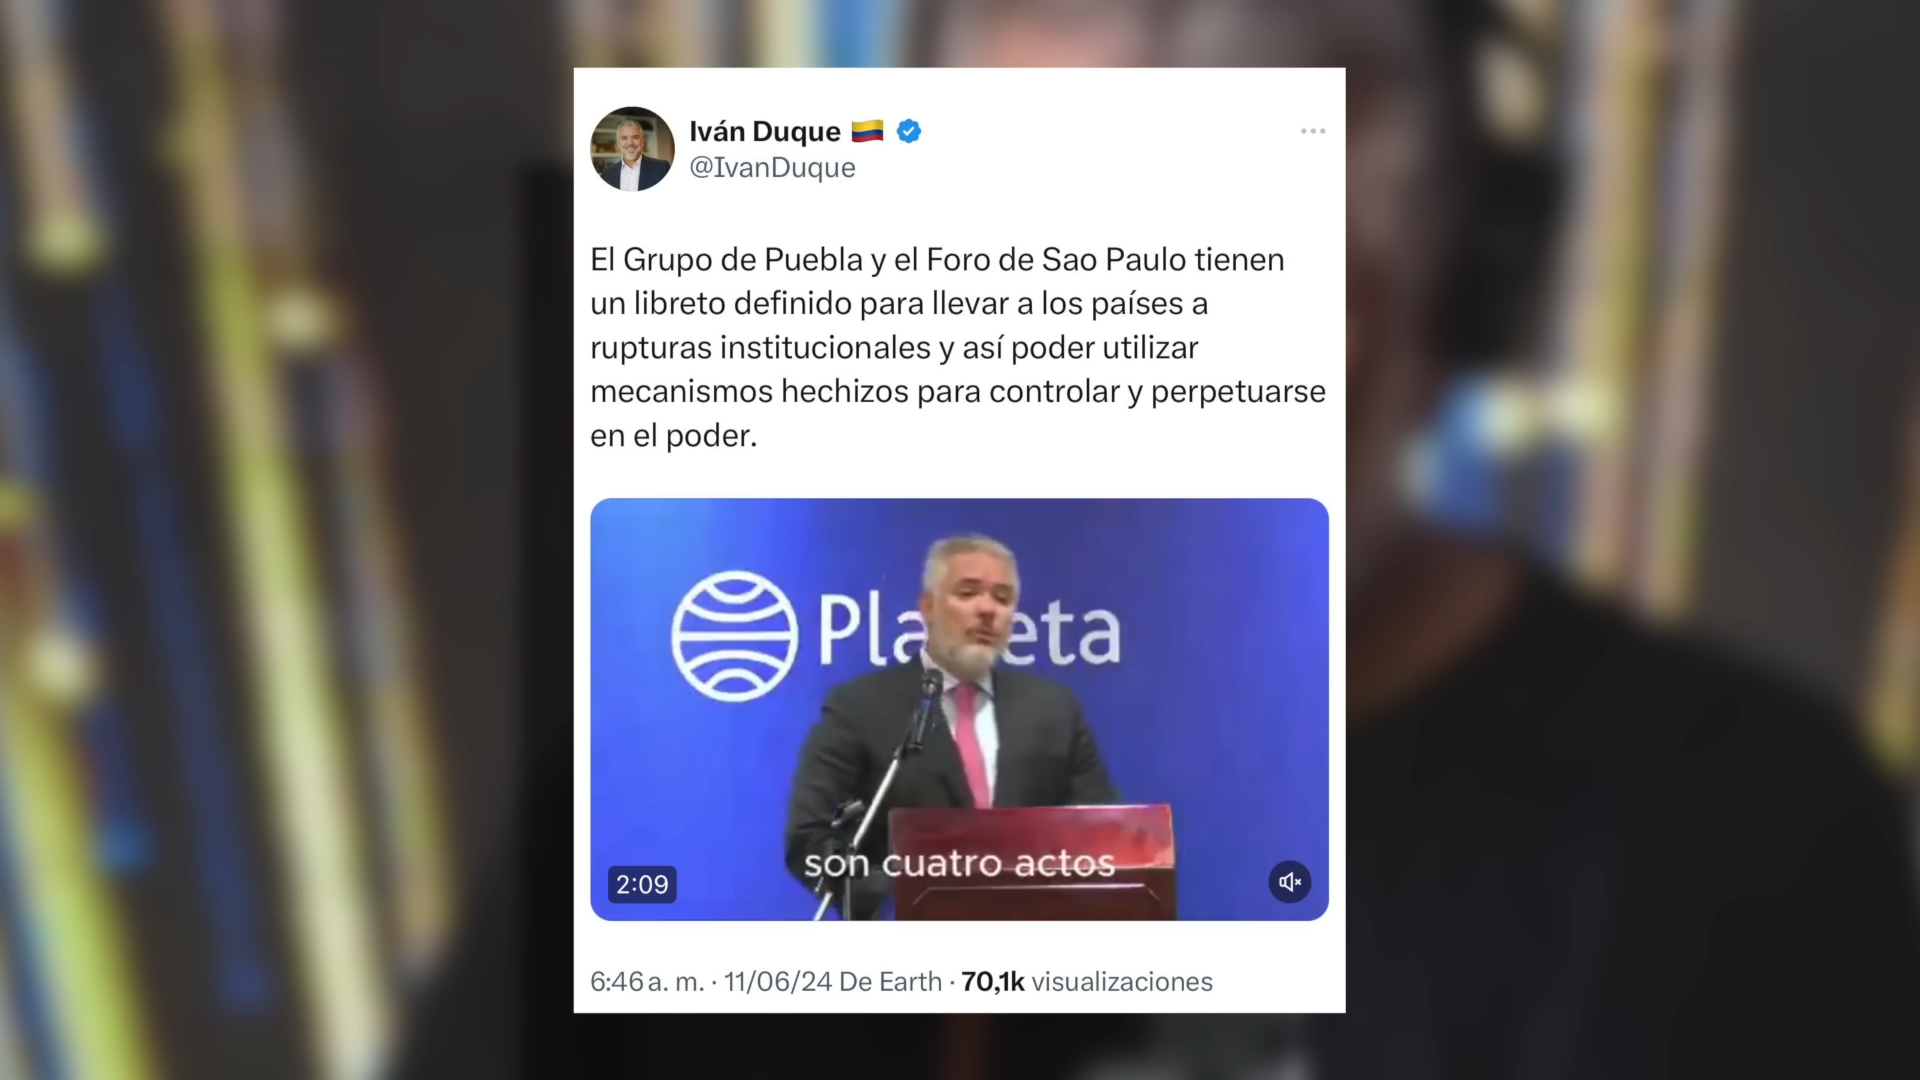 Iván Duque 🇨🇴
@IvanDuque
El Grupo de Puebla y el Foro de Sao Paulo tienen
un libreto definido para llevar a los países a
rupturas institucionales y así poder utilizar
mecanismos hechizos para controlar y perpetuarse
en el poder.
Planeta
son cuatro actos
2:09
6:46 a. m. · 11/06/24 De Earth · 70,1k visualizaciones